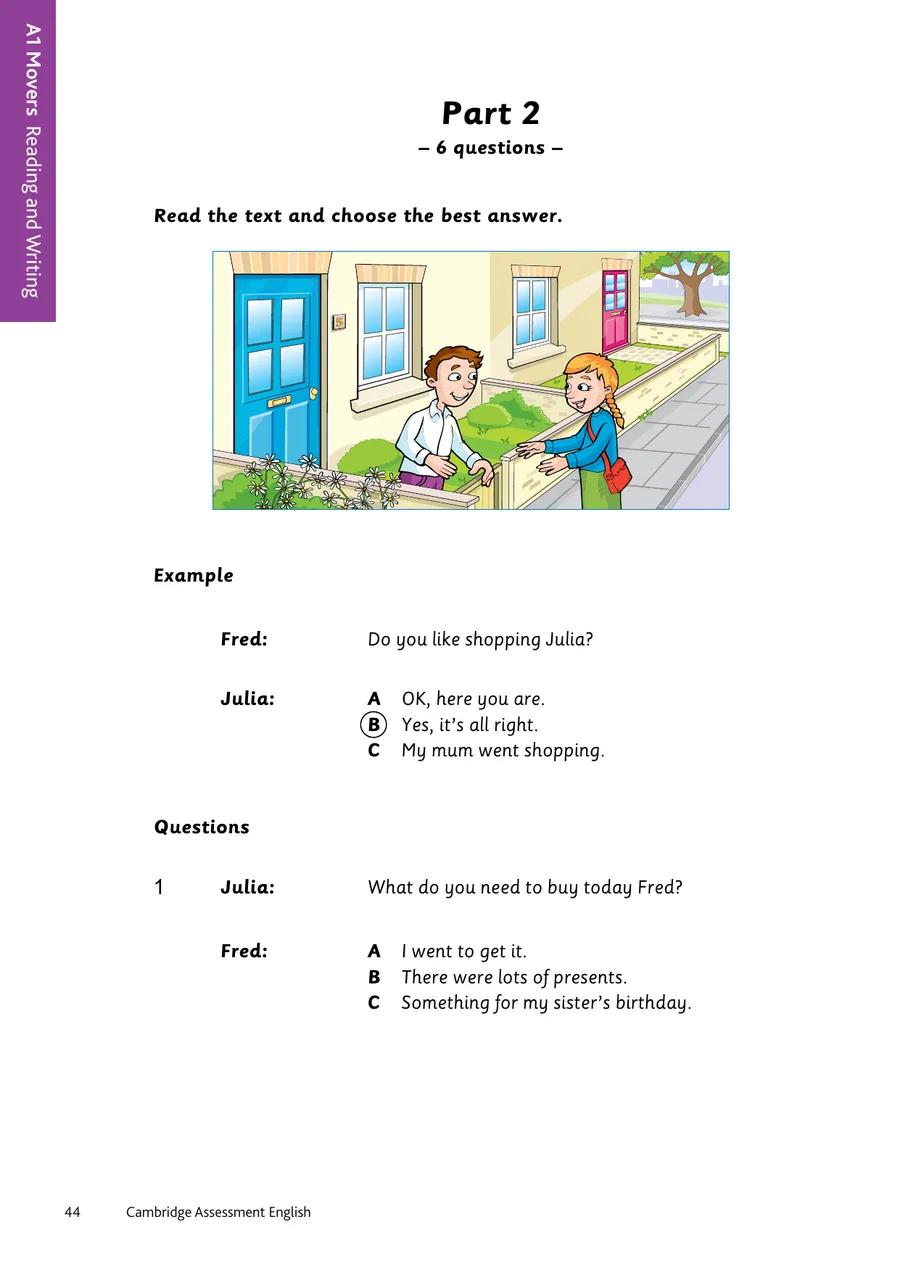 A1 Movers Reading and Writing
Part 2
– 6 questions –
Read the text and choose the best answer.
5
Example
Fred: Do you like shopping Julia?
Julia: A OK, here you are.
B Yes, it’s all right.
C My mum went shopping.
Questions
1 Julia: What do you need to buy today Fred?
Fred: A I went to get it.
B There were lots of presents.
C Something for my sister’s birthday.
44 Cambridge Assessment English